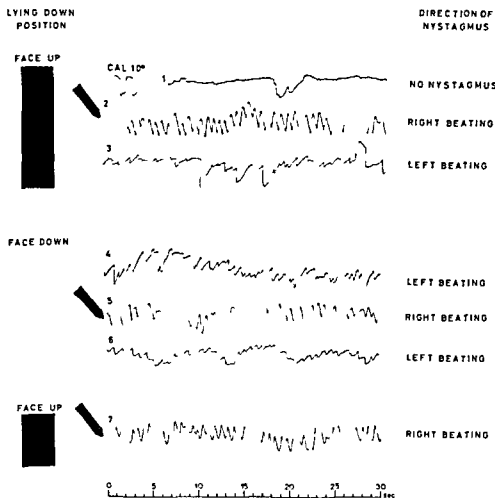 LYING DOWN
POSITION
DIRECTION OF
NYSTAGMUS
FACE UP
CAL 10°
1
NO NYSTAGMUS
2
RIGHT BEATING
3
LEFT BEATING
FACE DOWN
4
LEFT BEATING
5
RIGHT BEATING
6
LEFT BEATING
FACE UP
7
RIGHT BEATING
0 5 10 15 20 25 30
sec